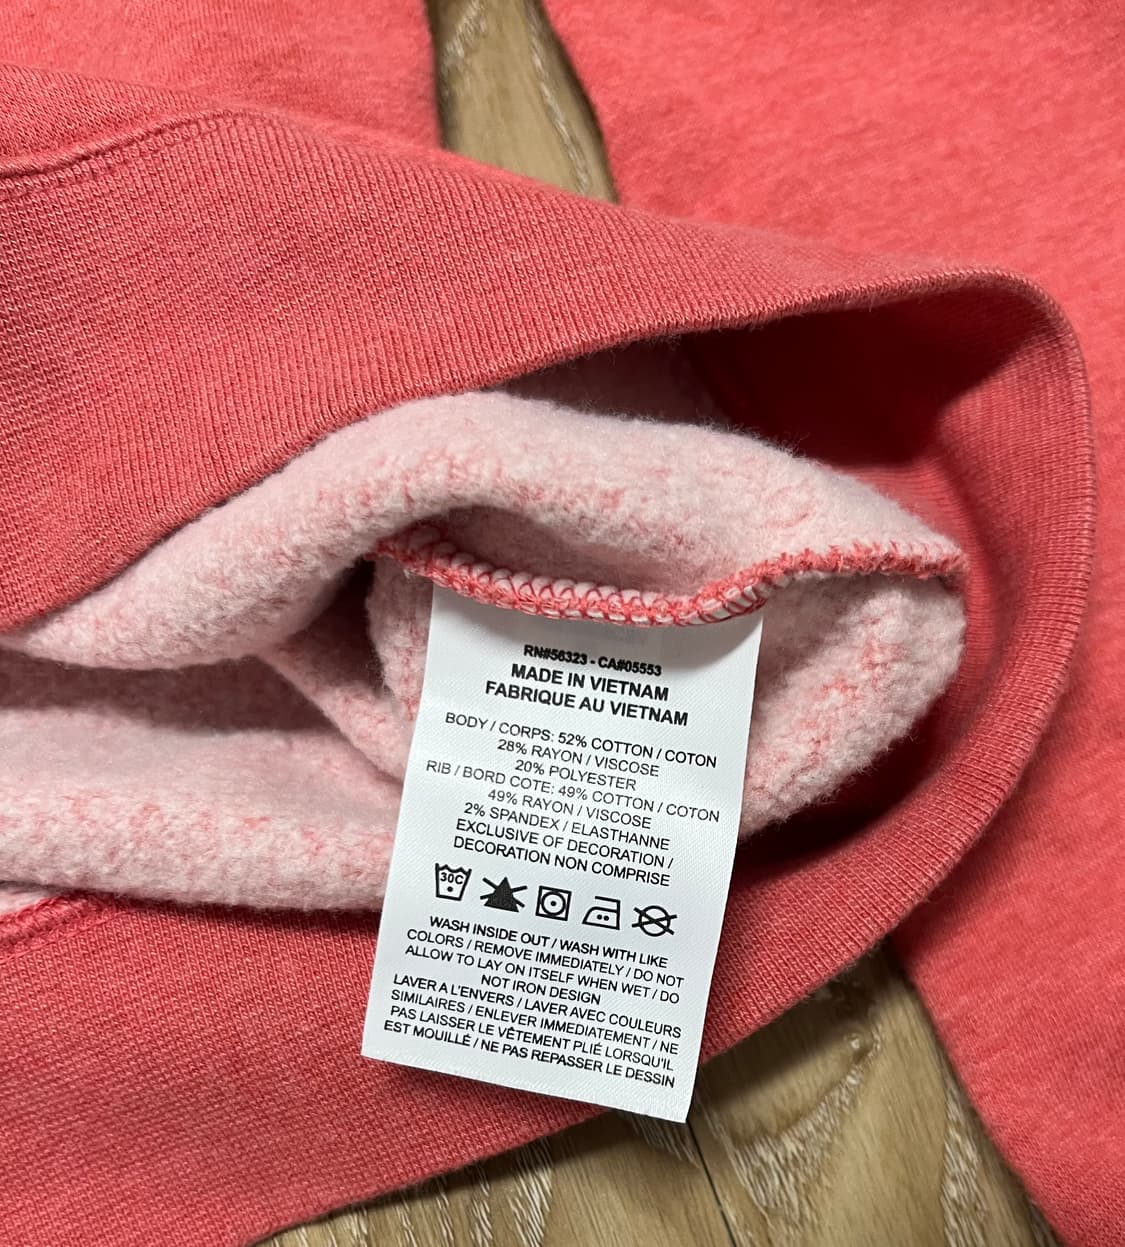 RN#56323 - CA#05553
MADE IN VIETNAM
FABRIQUE AU VIETNAM
BODY / CORPS: 52% COTTON / COTON
28% RAYON / VISCOSE
20% POLYESTER
RIB / BORD COTE: 49% COTTON / COTON
49% RAYON / VISCOSE
2% SPANDEX / ELASTHANNE
EXCLUSIVE OF DECORATION /
DECORATION NON COMPRISE
30C
WASH INSIDE OUT / WASH WITH LIKE
COLORS / REMOVE IMMEDIATELY / DO NOT
ALLOW TO LAY ON ITSELF WHEN WET / DO
NOT IRON DESIGN
LAVER A L'ENVERS / LAVER AVEC COULEURS
SIMILAIRES / ENLEVER IMMEDIATEMENT / NE
PAS LAISSER LE VÊTEMENT PLIÉ LORSQU'IL
EST MOUILLÉ / NE PAS REPASSER LE DESSIN